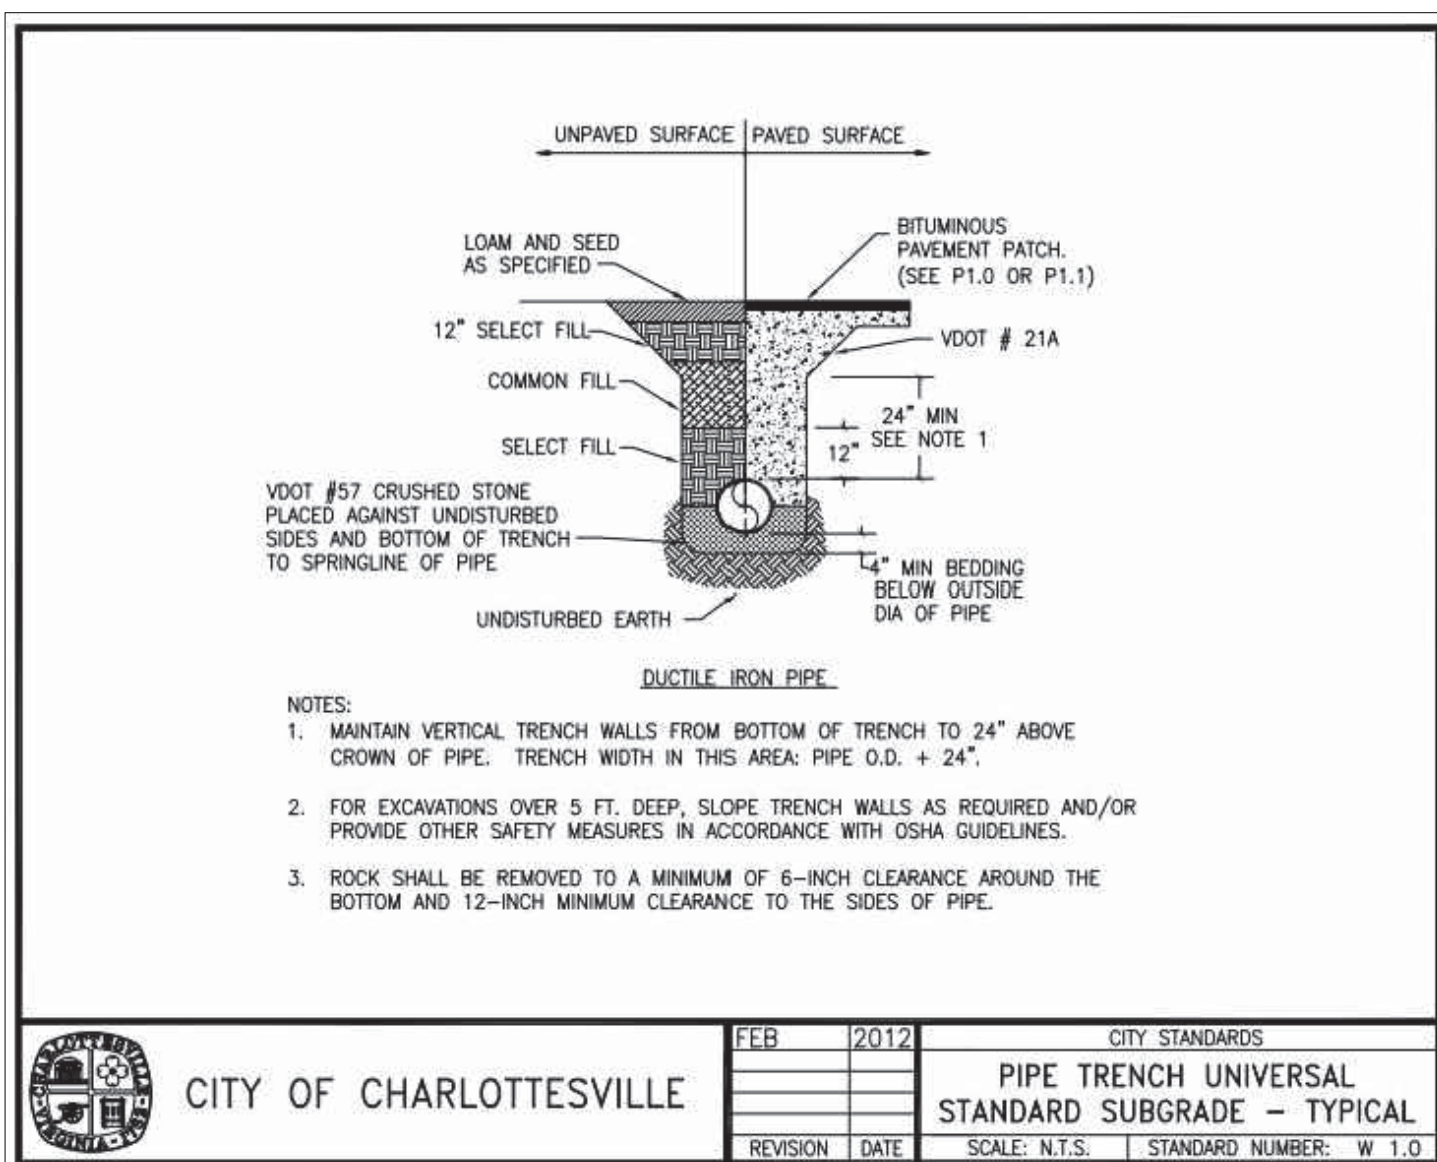 UNPAVED SURFACE
PAVED SURFACE
LOAM AND SEED
AS SPECIFIED
BITUMINOUS
PAVEMENT PATCH.
(SEE P1.0 OR P1.1)
12" SELECT FILL
VDOT # 21A
COMMON FILL
24" MIN
SEE NOTE 1
12"
SELECT FILL
VDOT #57 CRUSHED STONE
PLACED AGAINST UNDISTURBED
SIDES AND BOTTOM OF TRENCH
TO SPRINGLINE OF PIPE
4" MIN BEDDING
BELOW OUTSIDE
DIA OF PIPE
UNDISTURBED EARTH
DUCTILE IRON PIPE
NOTES:
1. MAINTAIN VERTICAL TRENCH WALLS FROM BOTTOM OF TRENCH TO 24" ABOVE
CROWN OF PIPE. TRENCH WIDTH IN THIS AREA: PIPE O.D. + 24".
2. FOR EXCAVATIONS OVER 5 FT. DEEP, SLOPE TRENCH WALLS AS REQUIRED AND/OR
PROVIDE OTHER SAFETY MEASURES IN ACCORDANCE WITH OSHA GUIDELINES.
3. ROCK SHALL BE REMOVED TO A MINIMUM OF 6-INCH CLEARANCE AROUND THE
BOTTOM AND 12-INCH MINIMUM CLEARANCE TO THE SIDES OF PIPE.
CHARLOTTESVILLE
VIRGINIA-1762
CITY OF CHARLOTTESVILLE
FEB 2012
REVISION DATE
CITY STANDARDS
PIPE TRENCH UNIVERSAL
STANDARD SUBGRADE - TYPICAL
SCALE: N.T.S. STANDARD NUMBER: W 1.0